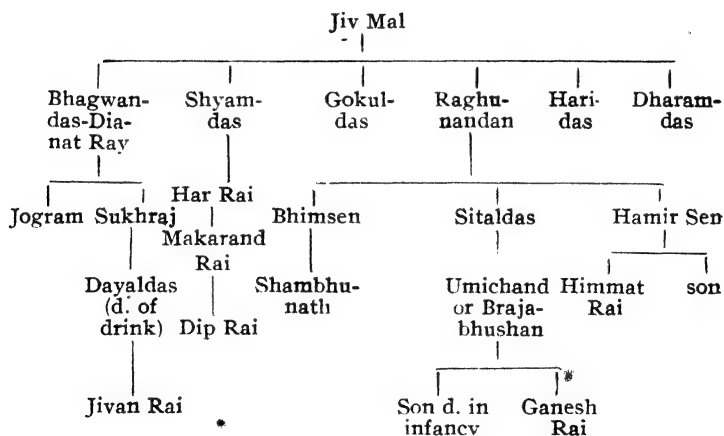 Jiv Mal
Bhagwan- Shyam- Gokul- Raghu- Hari- Dharam-
das-Dia- das das nandan das das
nat Ray
Har Rai
Jogram Sukhraj Bhimsen Sitaldas Hamir Sen
Makarand
Rai
Dayaldas Shambhu- Umichand Himmat son
(d. of nath or Braja- Rai
drink) Dip Rai bhushan
Jivan Rai Son d. in Ganesh
infancy Rai